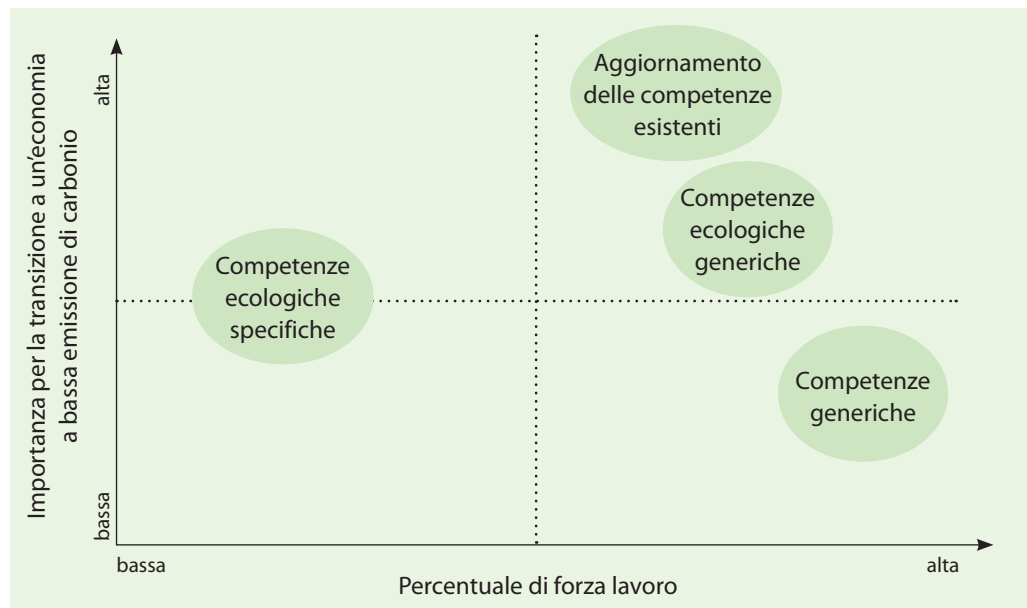 Importanza per la transizione a un'economia
a bassa emissione di carbonio
alta
bassa
Aggiornamento
delle competenze
esistenti
Competenze
ecologiche
generiche
Competenze
ecologiche
specifiche
Competenze
generiche
bassa
alta
Percentuale di forza lavoro